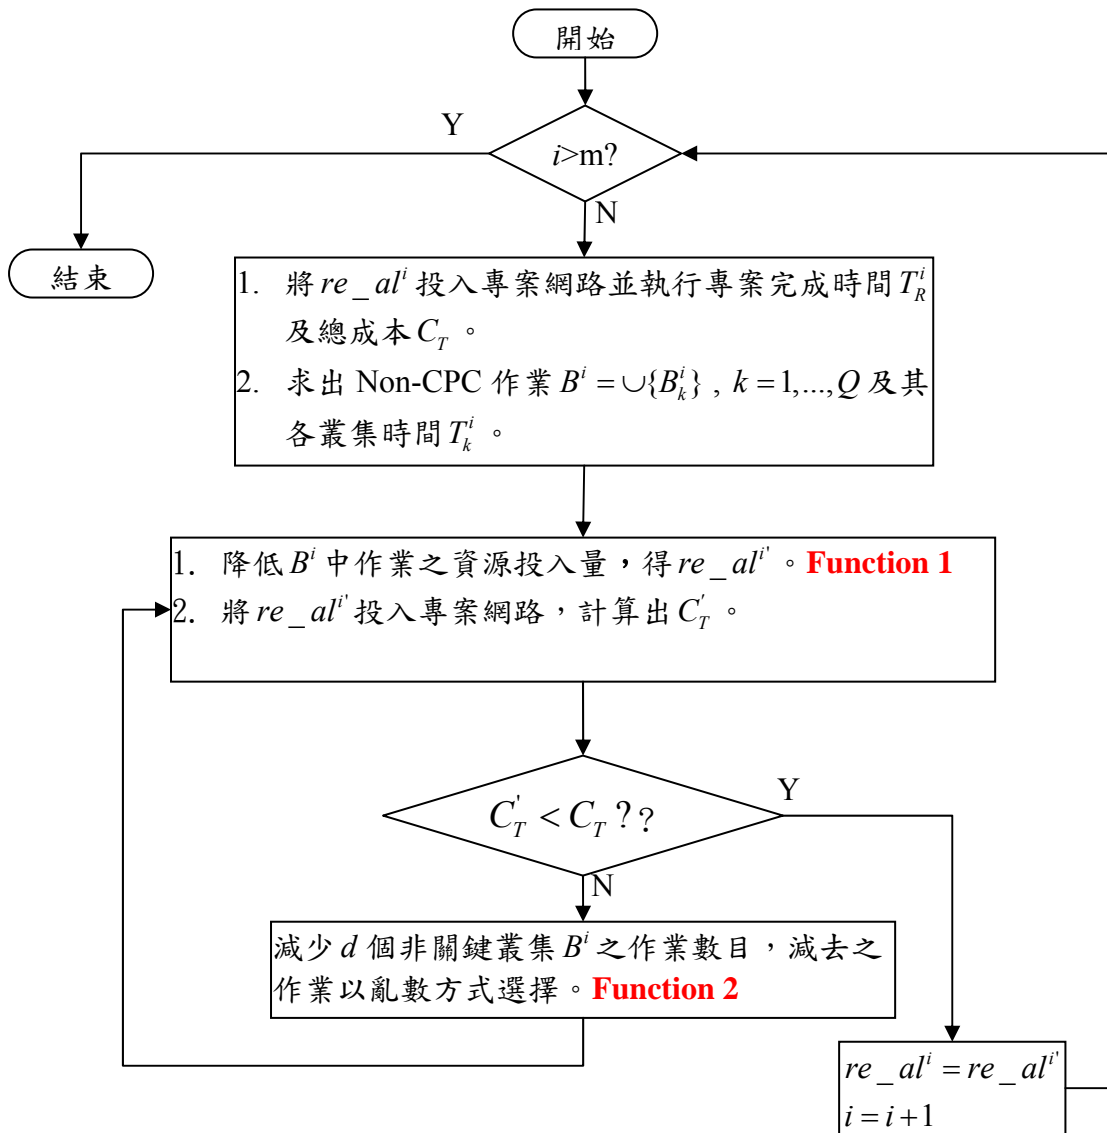 開始
Y
i>m?
N
結束
1. 將 re_al^i 投入專案網路並執行專案完成時間 T_R^i
及總成本 C_T 。
2. 求出 Non-CPC 作業 B^i = ∪{B_k^i} , k = 1,...,Q 及其
各叢集時間 T_k^i 。
1. 降低 B^i 中作業之資源投入量，得 re_al^i' 。Function 1
2. 將 re_al^i' 投入專案網路，計算出 C_T^' 。
C_T^' < C_T ??
Y
N
減少 d 個非關鍵叢集 B^i 之作業數目，減去之
作業以亂數方式選擇。Function 2
re_al^i = re_al^i'
i = i + 1